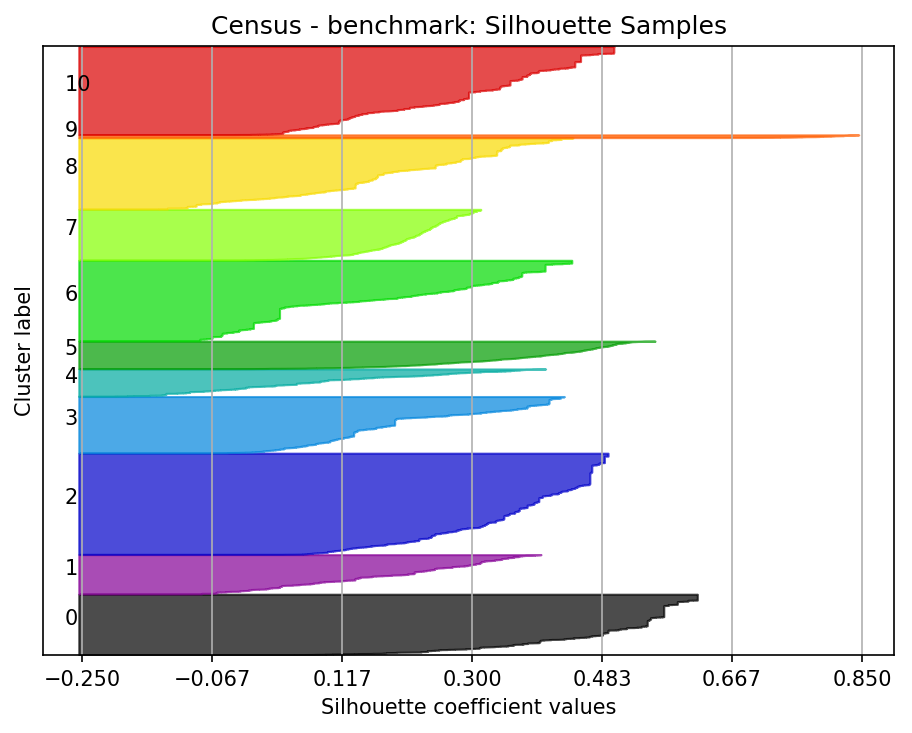 Census - benchmark: Silhouette Samples
10
9
8
7
6
5
4
3
2
1
0
Cluster label
−0.250 −0.067 0.117 0.300 0.483 0.667 0.850
Silhouette coefficient values